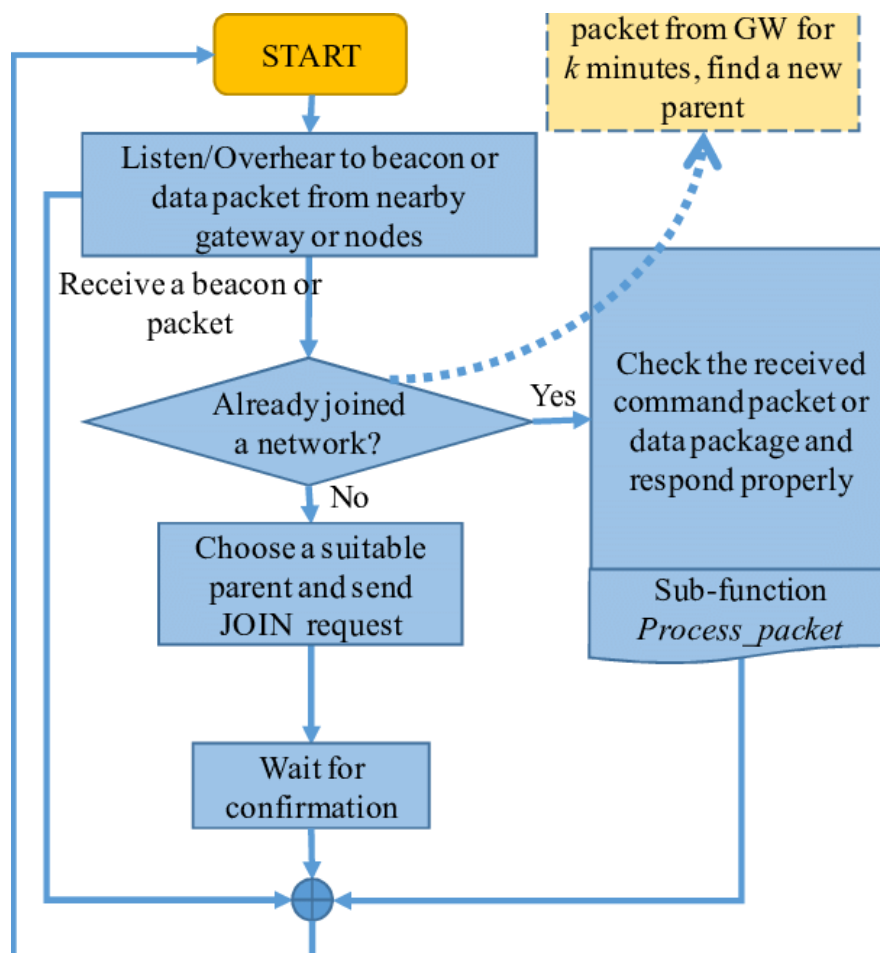 START
packet from GW for
k minutes, find a new
parent
Listen/Overhear to beacon or
data packet from nearby
gateway or nodes
Receive a beacon or
packet
Already joined
a network?
Yes
Check the received
command packet or
data package and
respond properly
No
Choose a suitable
parent and send
JOIN request
Sub-function
Process_packet
Wait for
confirmation